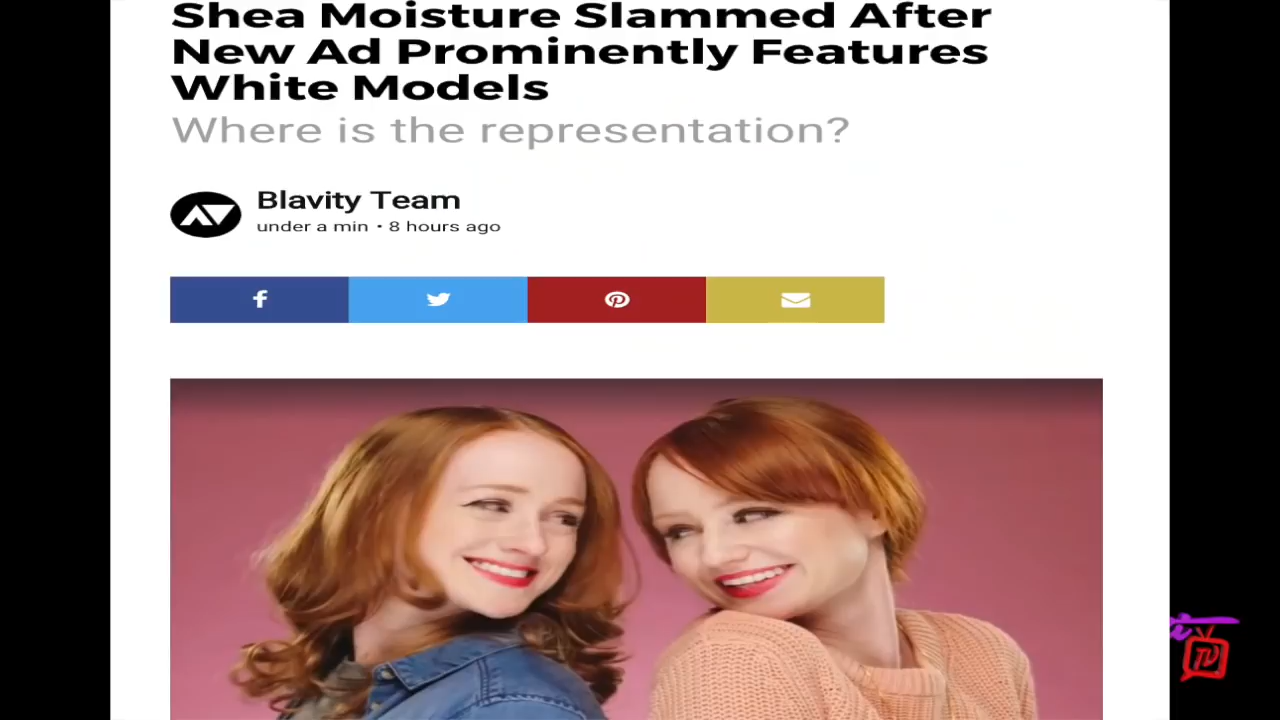 Shea Moisture Slammed After
New Ad Prominently Features
White Models
Where is the representation?
Blavity Team
under a min • 8 hours ago
f
TV